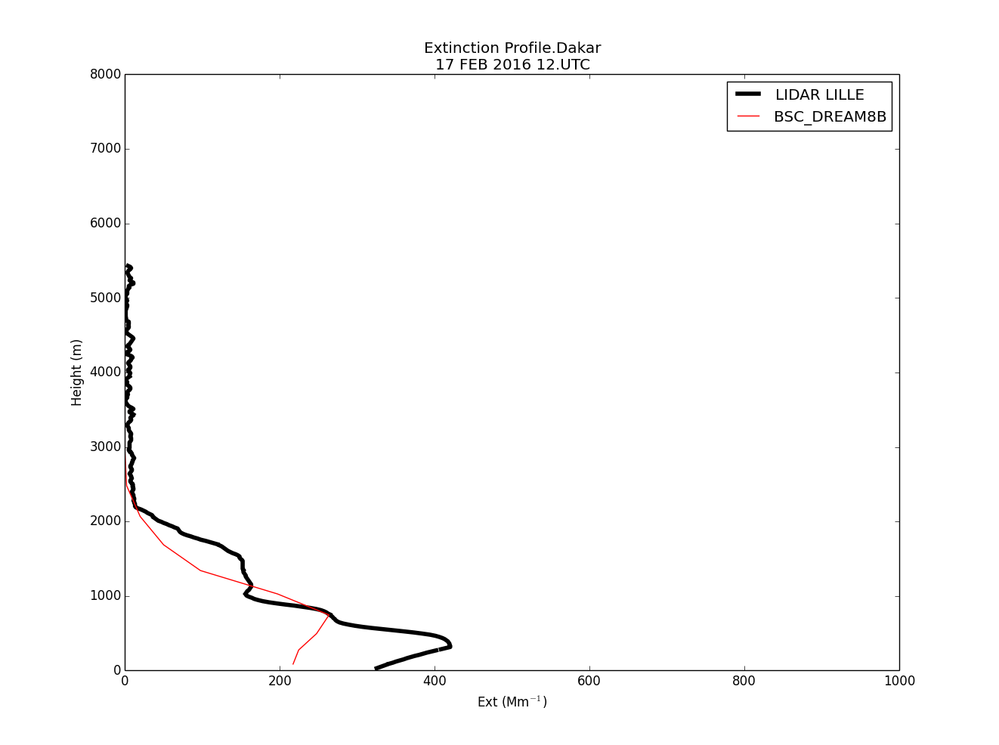 Extinction Profile.Dakar
17 FEB 2016 12.UTC
LIDAR LILLE
BSC_DREAM8B
8000
7000
6000
5000
4000
3000
2000
1000
0
Height (m)
0 200 400 600 800 1000
Ext (Mm⁻¹)